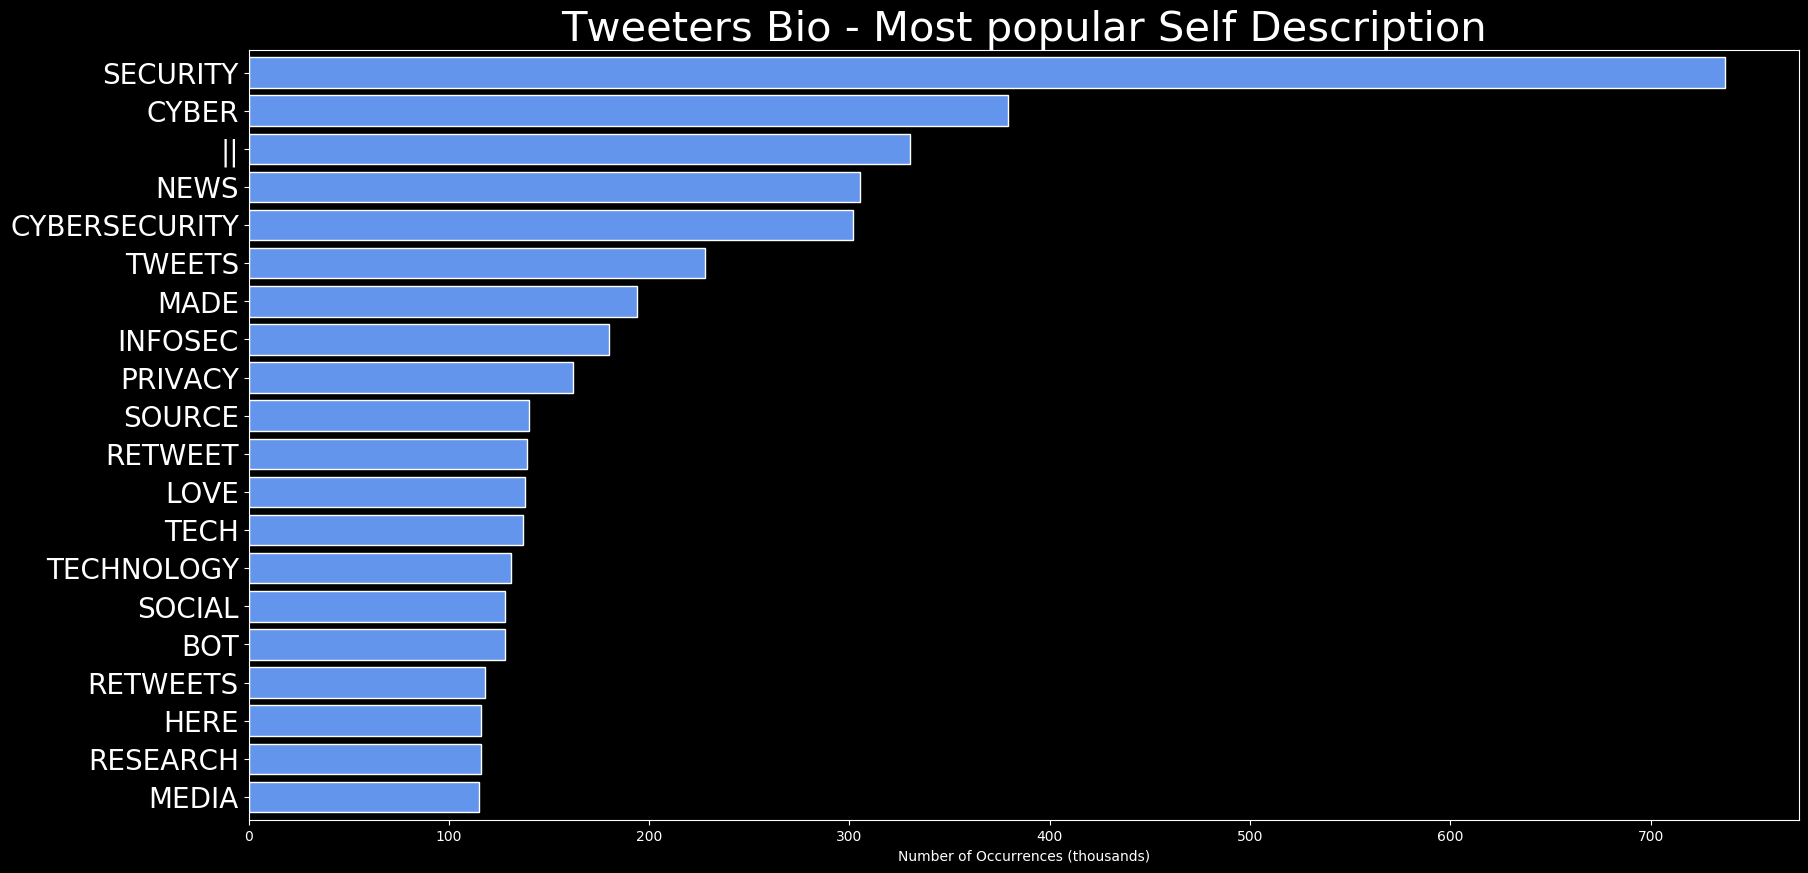 Tweeters Bio - Most popular Self Description
SECURITY
CYBER
||
NEWS
CYBERSECURITY
TWEETS
MADE
INFOSEC
PRIVACY
SOURCE
RETWEET
LOVE
TECH
TECHNOLOGY
SOCIAL
BOT
RETWEETS
HERE
RESEARCH
MEDIA
0 100 200 300 400 500 600 700
Number of Occurrences (thousands)